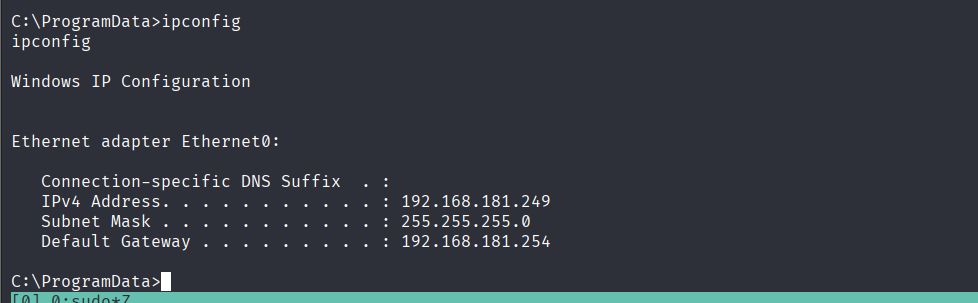 C:\ProgramData>ipconfig
ipconfig

Windows IP Configuration


Ethernet adapter Ethernet0:

   Connection-specific DNS Suffix  . :
   IPv4 Address. . . . . . . . . . . : 192.168.181.249
   Subnet Mask . . . . . . . . . . . : 255.255.255.0
   Default Gateway . . . . . . . . . : 192.168.181.254

C:\ProgramData>
[0] 0:sudo*Z